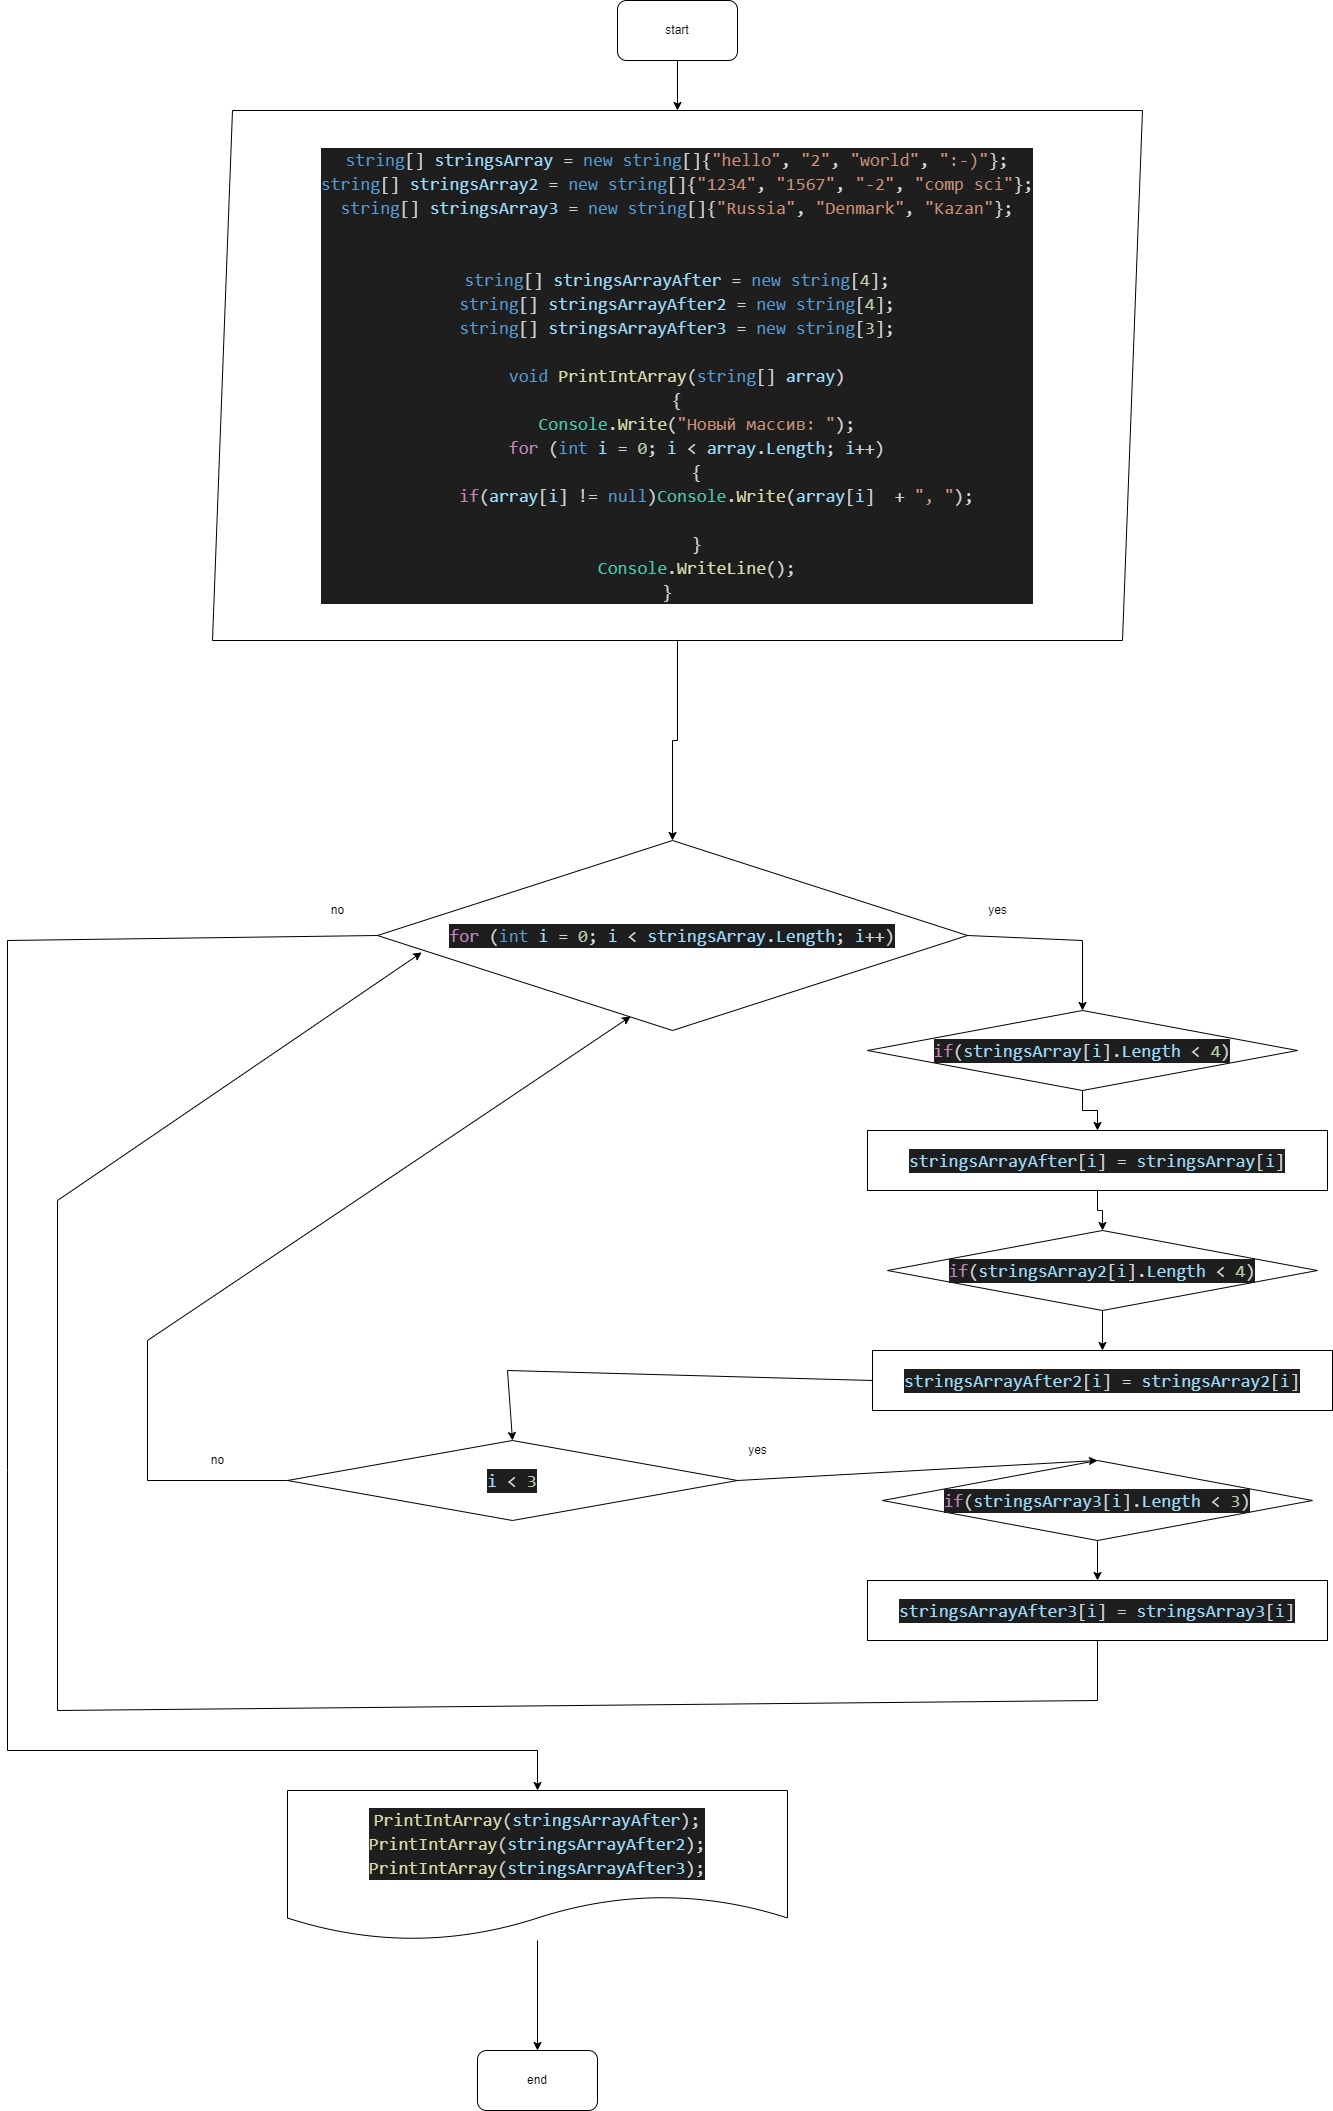 start
string[] stringsArray = new string[]{"hello", "2", "world", ":-)"};
string[] stringsArray2 = new string[]{"1234", "1567", "-2", "comp sci"};
string[] stringsArray3 = new string[]{"Russia", "Denmark", "Kazan"};
string[] stringsArrayAfter = new string[4];
string[] stringsArrayAfter2 = new string[4];
string[] stringsArrayAfter3 = new string[3];
void PrintIntArray(string[] array)
{
Console.Write("Новый массив: ");
for (int i = 0; i < array.Length; i++)
{
if(array[i] != null)Console.Write(array[i]  + ", ");
}
Console.WriteLine();
}
no
yes
for (int i = 0; i < stringsArray.Length; i++)
if(stringsArray[i].Length < 4)
stringsArrayAfter[i] = stringsArray[i]
if(stringsArray2[i].Length < 4)
stringsArrayAfter2[i] = stringsArray2[i]
no
yes
i < 3
if(stringsArray3[i].Length < 3)
stringsArrayAfter3[i] = stringsArray3[i]
PrintIntArray(stringsArrayAfter);
PrintIntArray(stringsArrayAfter2);
PrintIntArray(stringsArrayAfter3);
end